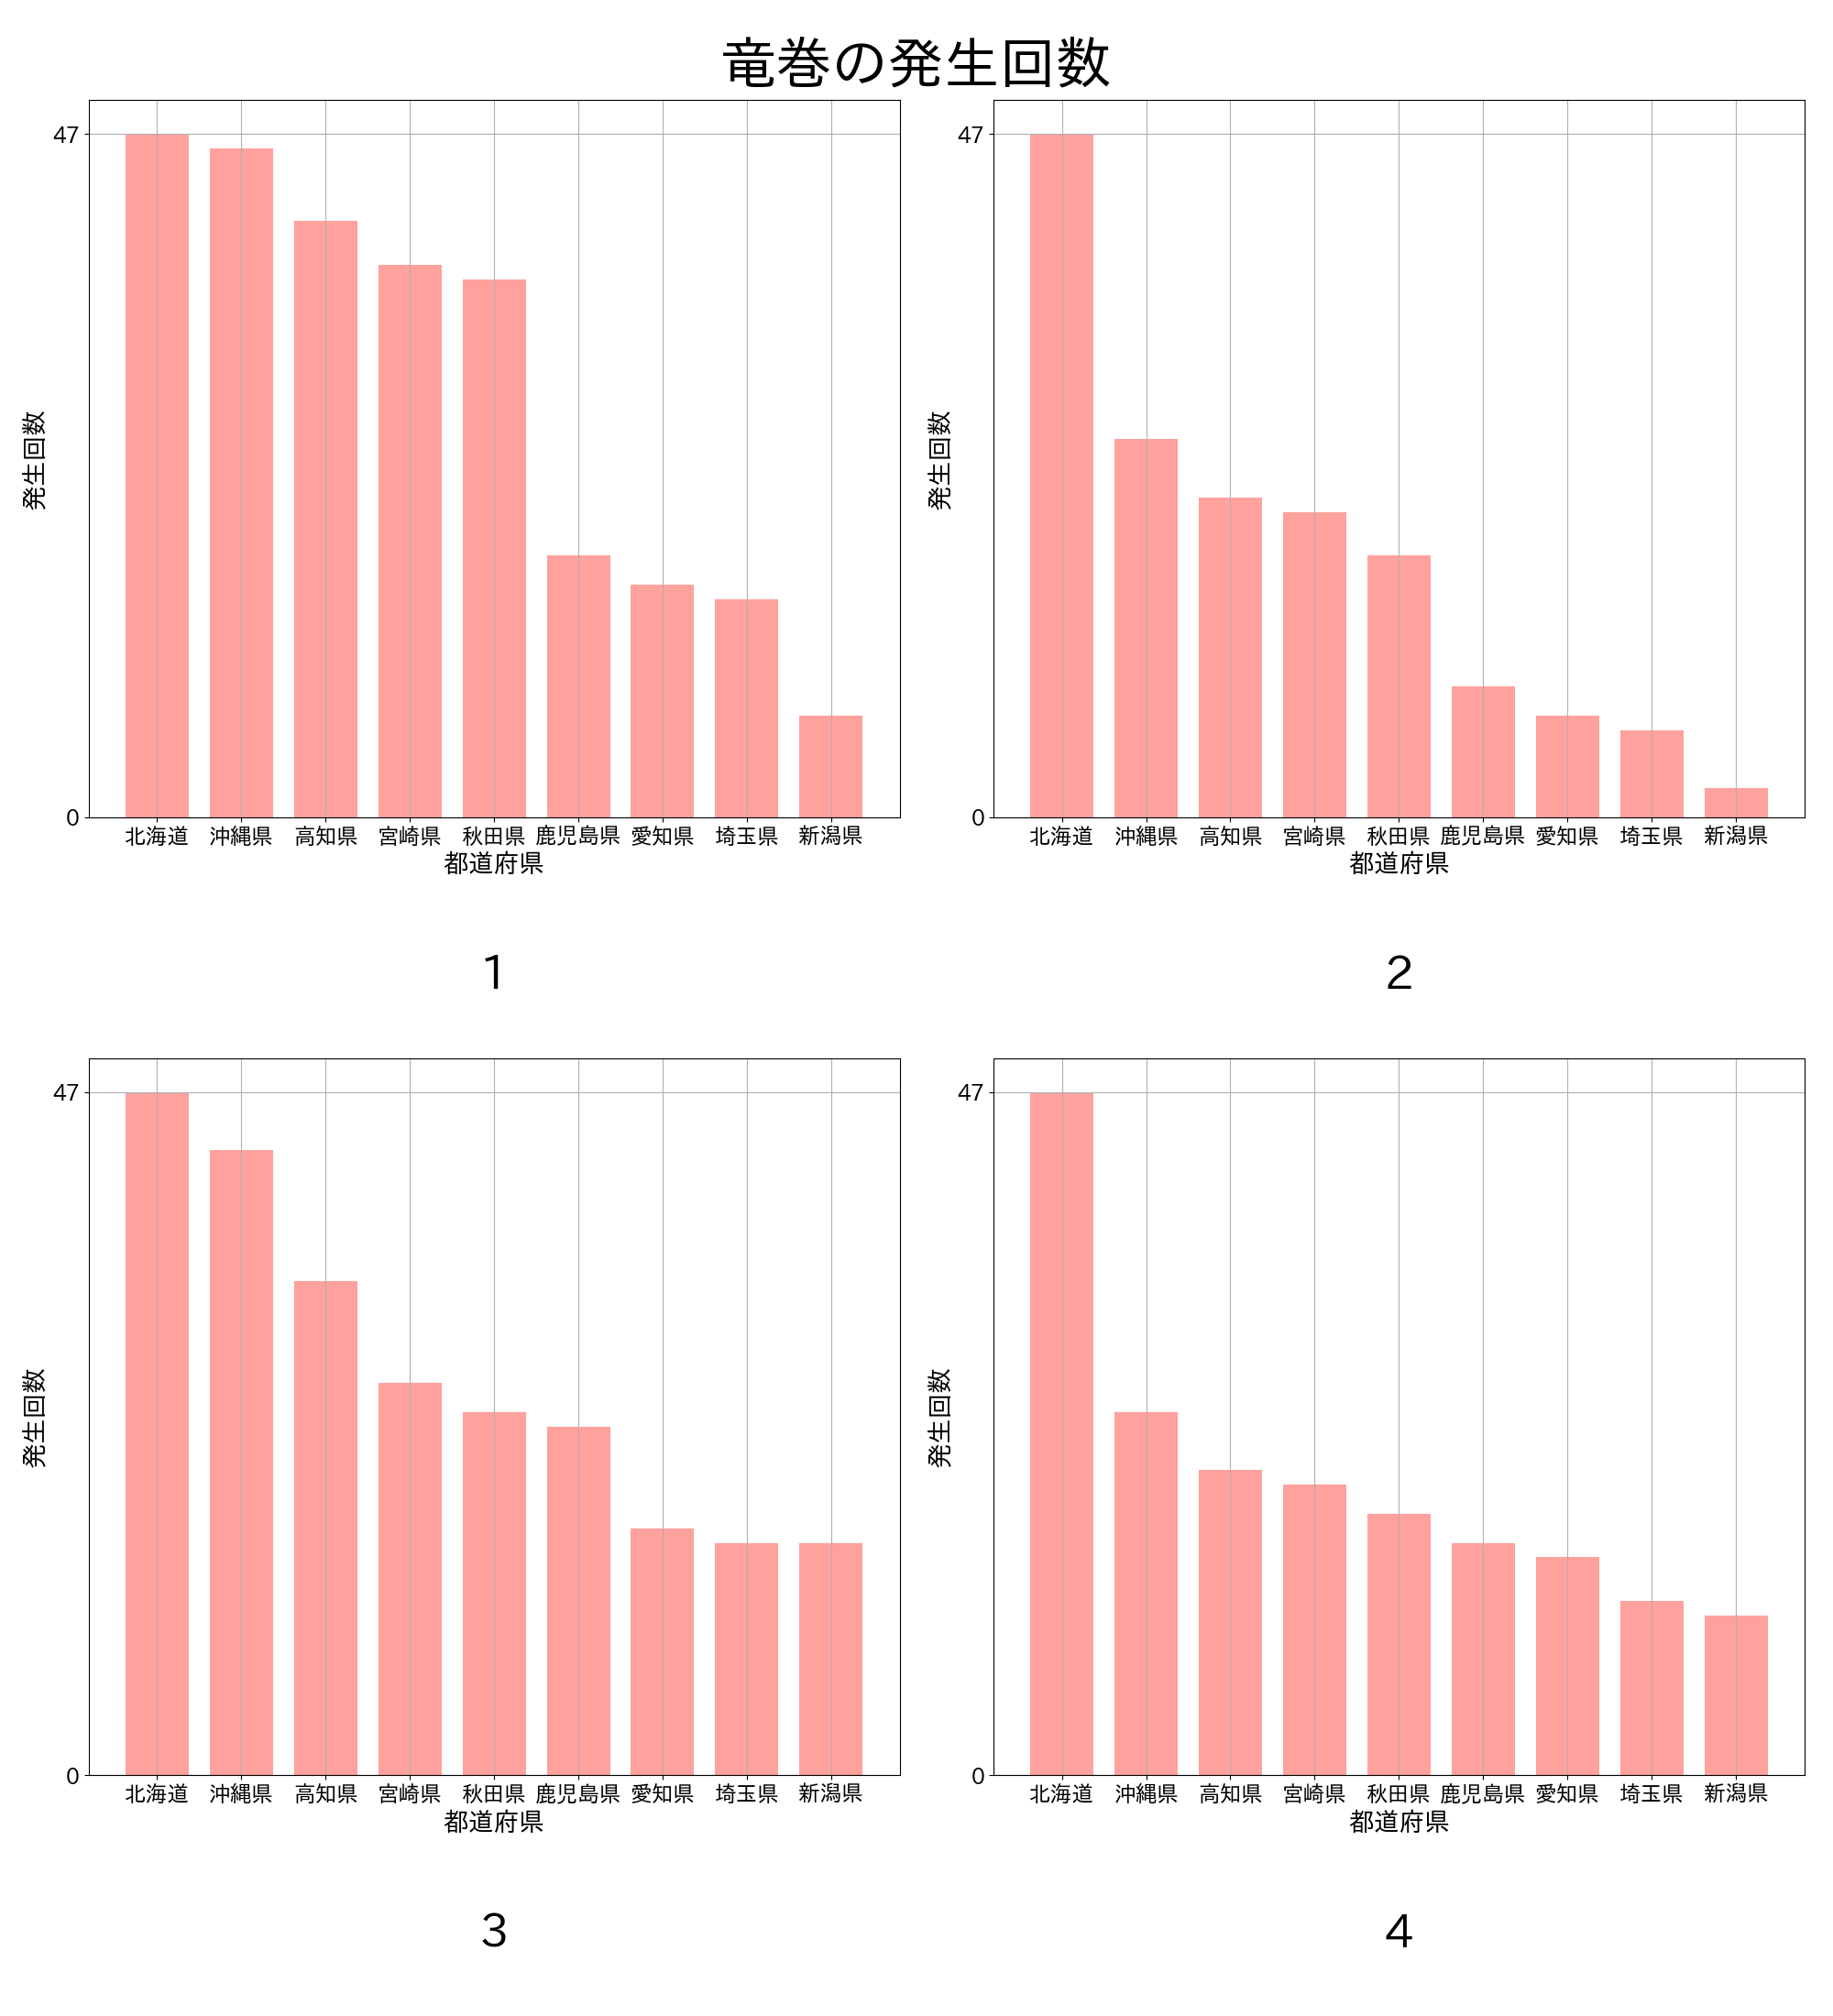 竜巻の発生回数
47
発生回数
0
北海道 沖縄県 高知県 宮崎県 秋田県 鹿児島県 愛知県 埼玉県 新潟県
都道府県
1
47
発生回数
0
北海道 沖縄県 高知県 宮崎県 秋田県 鹿児島県 愛知県 埼玉県 新潟県
都道府県
2
47
発生回数
0
北海道 沖縄県 高知県 宮崎県 秋田県 鹿児島県 愛知県 埼玉県 新潟県
都道府県
3
47
発生回数
0
北海道 沖縄県 高知県 宮崎県 秋田県 鹿児島県 愛知県 埼玉県 新潟県
都道府県
4